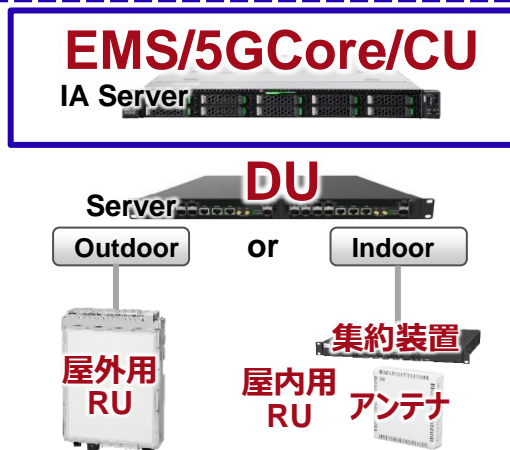 EMS/5GCore/CU
IA Server
DU
Server
Outdoor
or
Indoor
集約装置
屋外用
RU
屋内用
RU
アンテナ